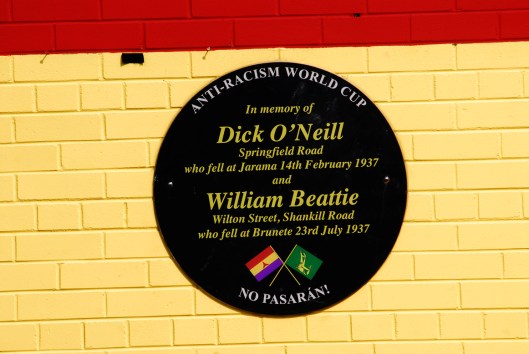 ANTI-RACISM WORLD CUP
In memory of
Dick O'Neill
Springfield Road
who fell at Jarama 14th February 1937
and
William Beattie
Wilton Street, Shankill Road
who fell at Brunete 23rd July 1937
NO PASARÁN!